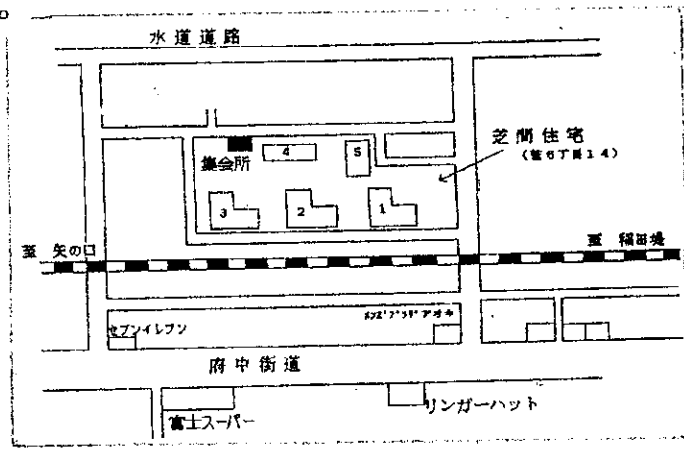 水道道路
芝間住宅
(菅6丁目14)
集会所
4
5
3
2
1
至 矢の口
至 稲田堤
セブンイレブン
府中街道
富士スーパー
リンガーハット